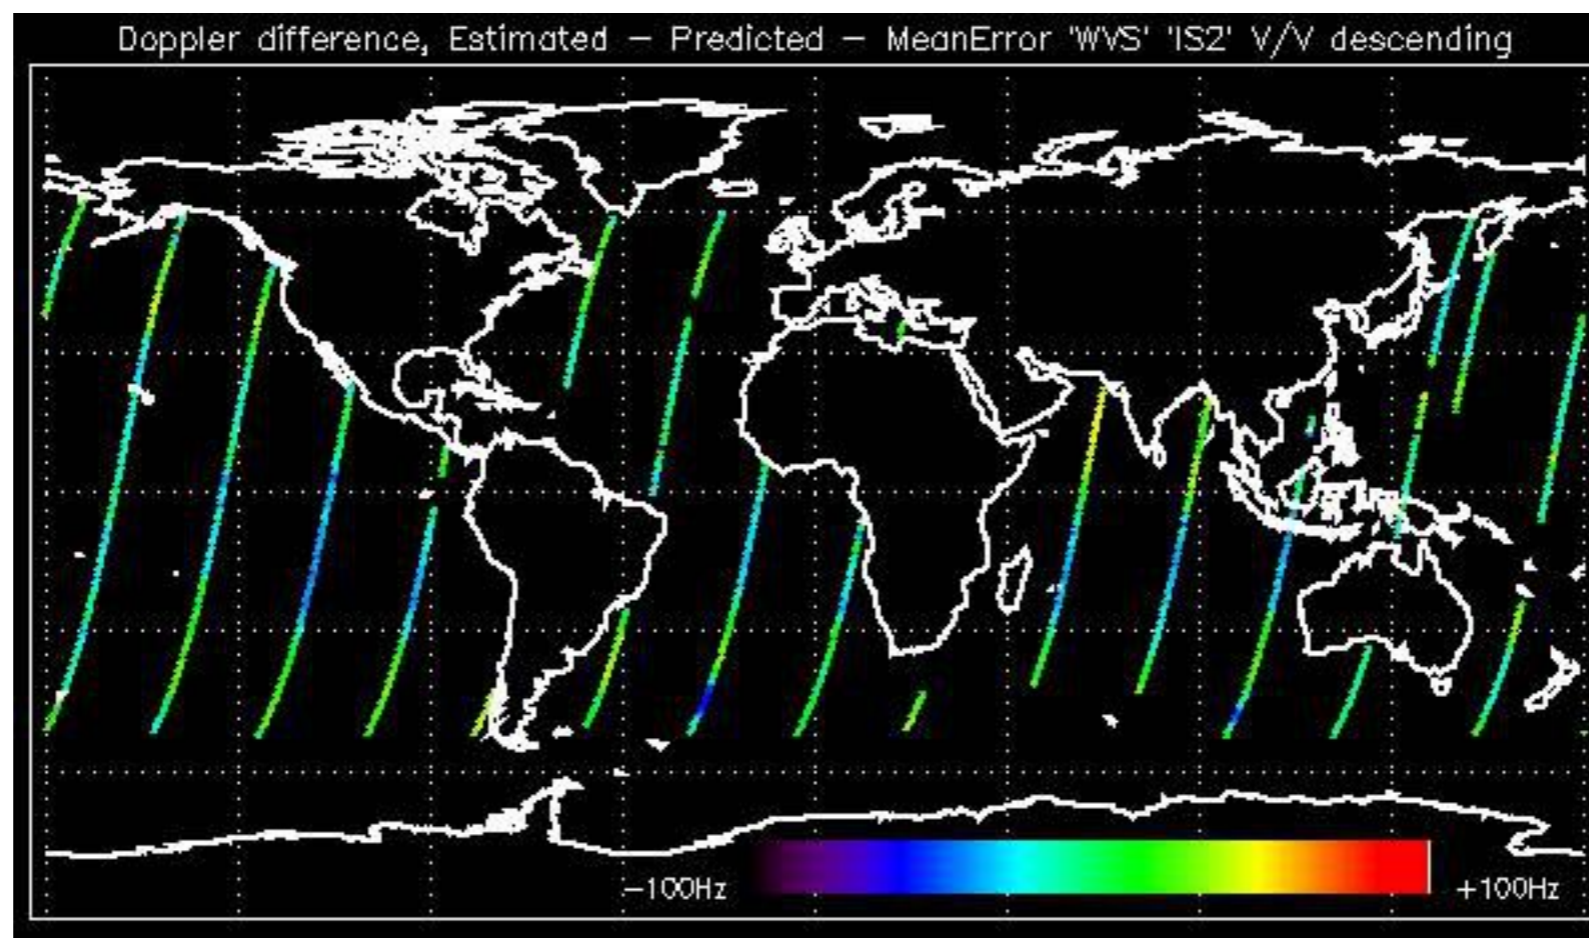 Doppler difference, Estimated – Predicted – MeanError 'WVS' 'IS2' V/V descending
–100Hz +100Hz